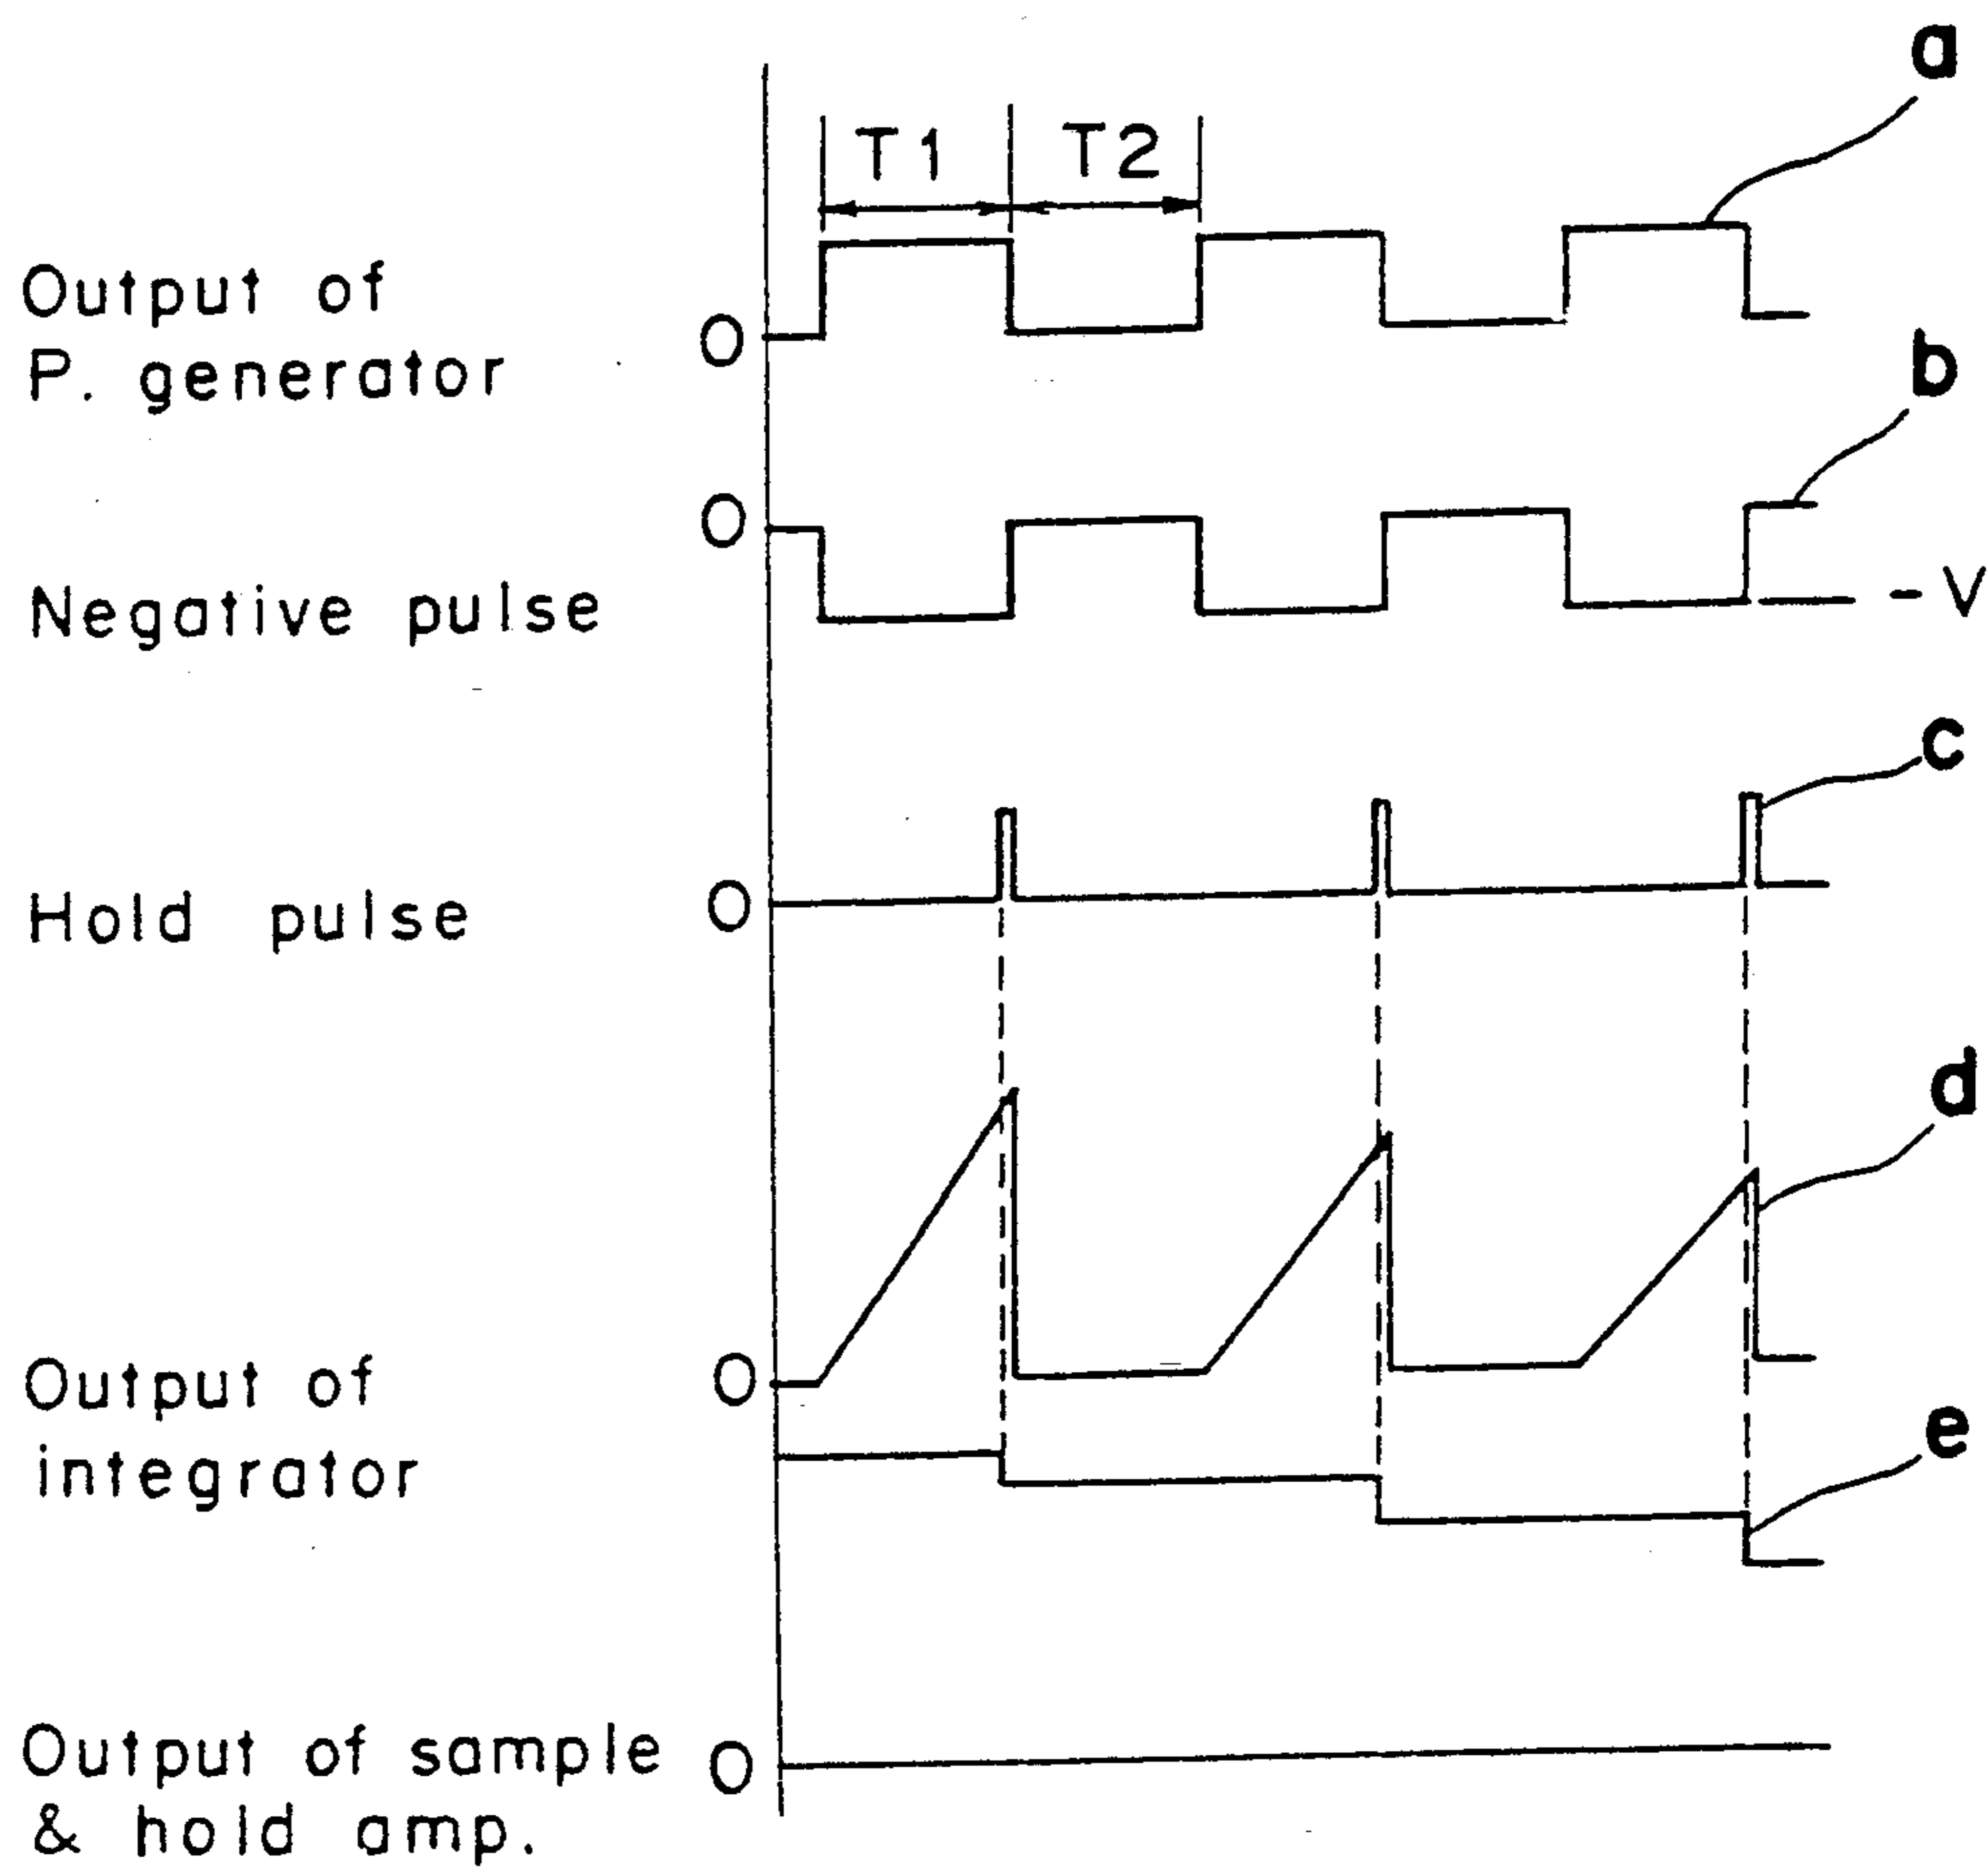 a
T1 T2
Output of
P. generator
O
b
O
Negative pulse
-V
c
Hold pulse
O
d
Output of
integrator
O
e
Output of sample
& hold amp.
O